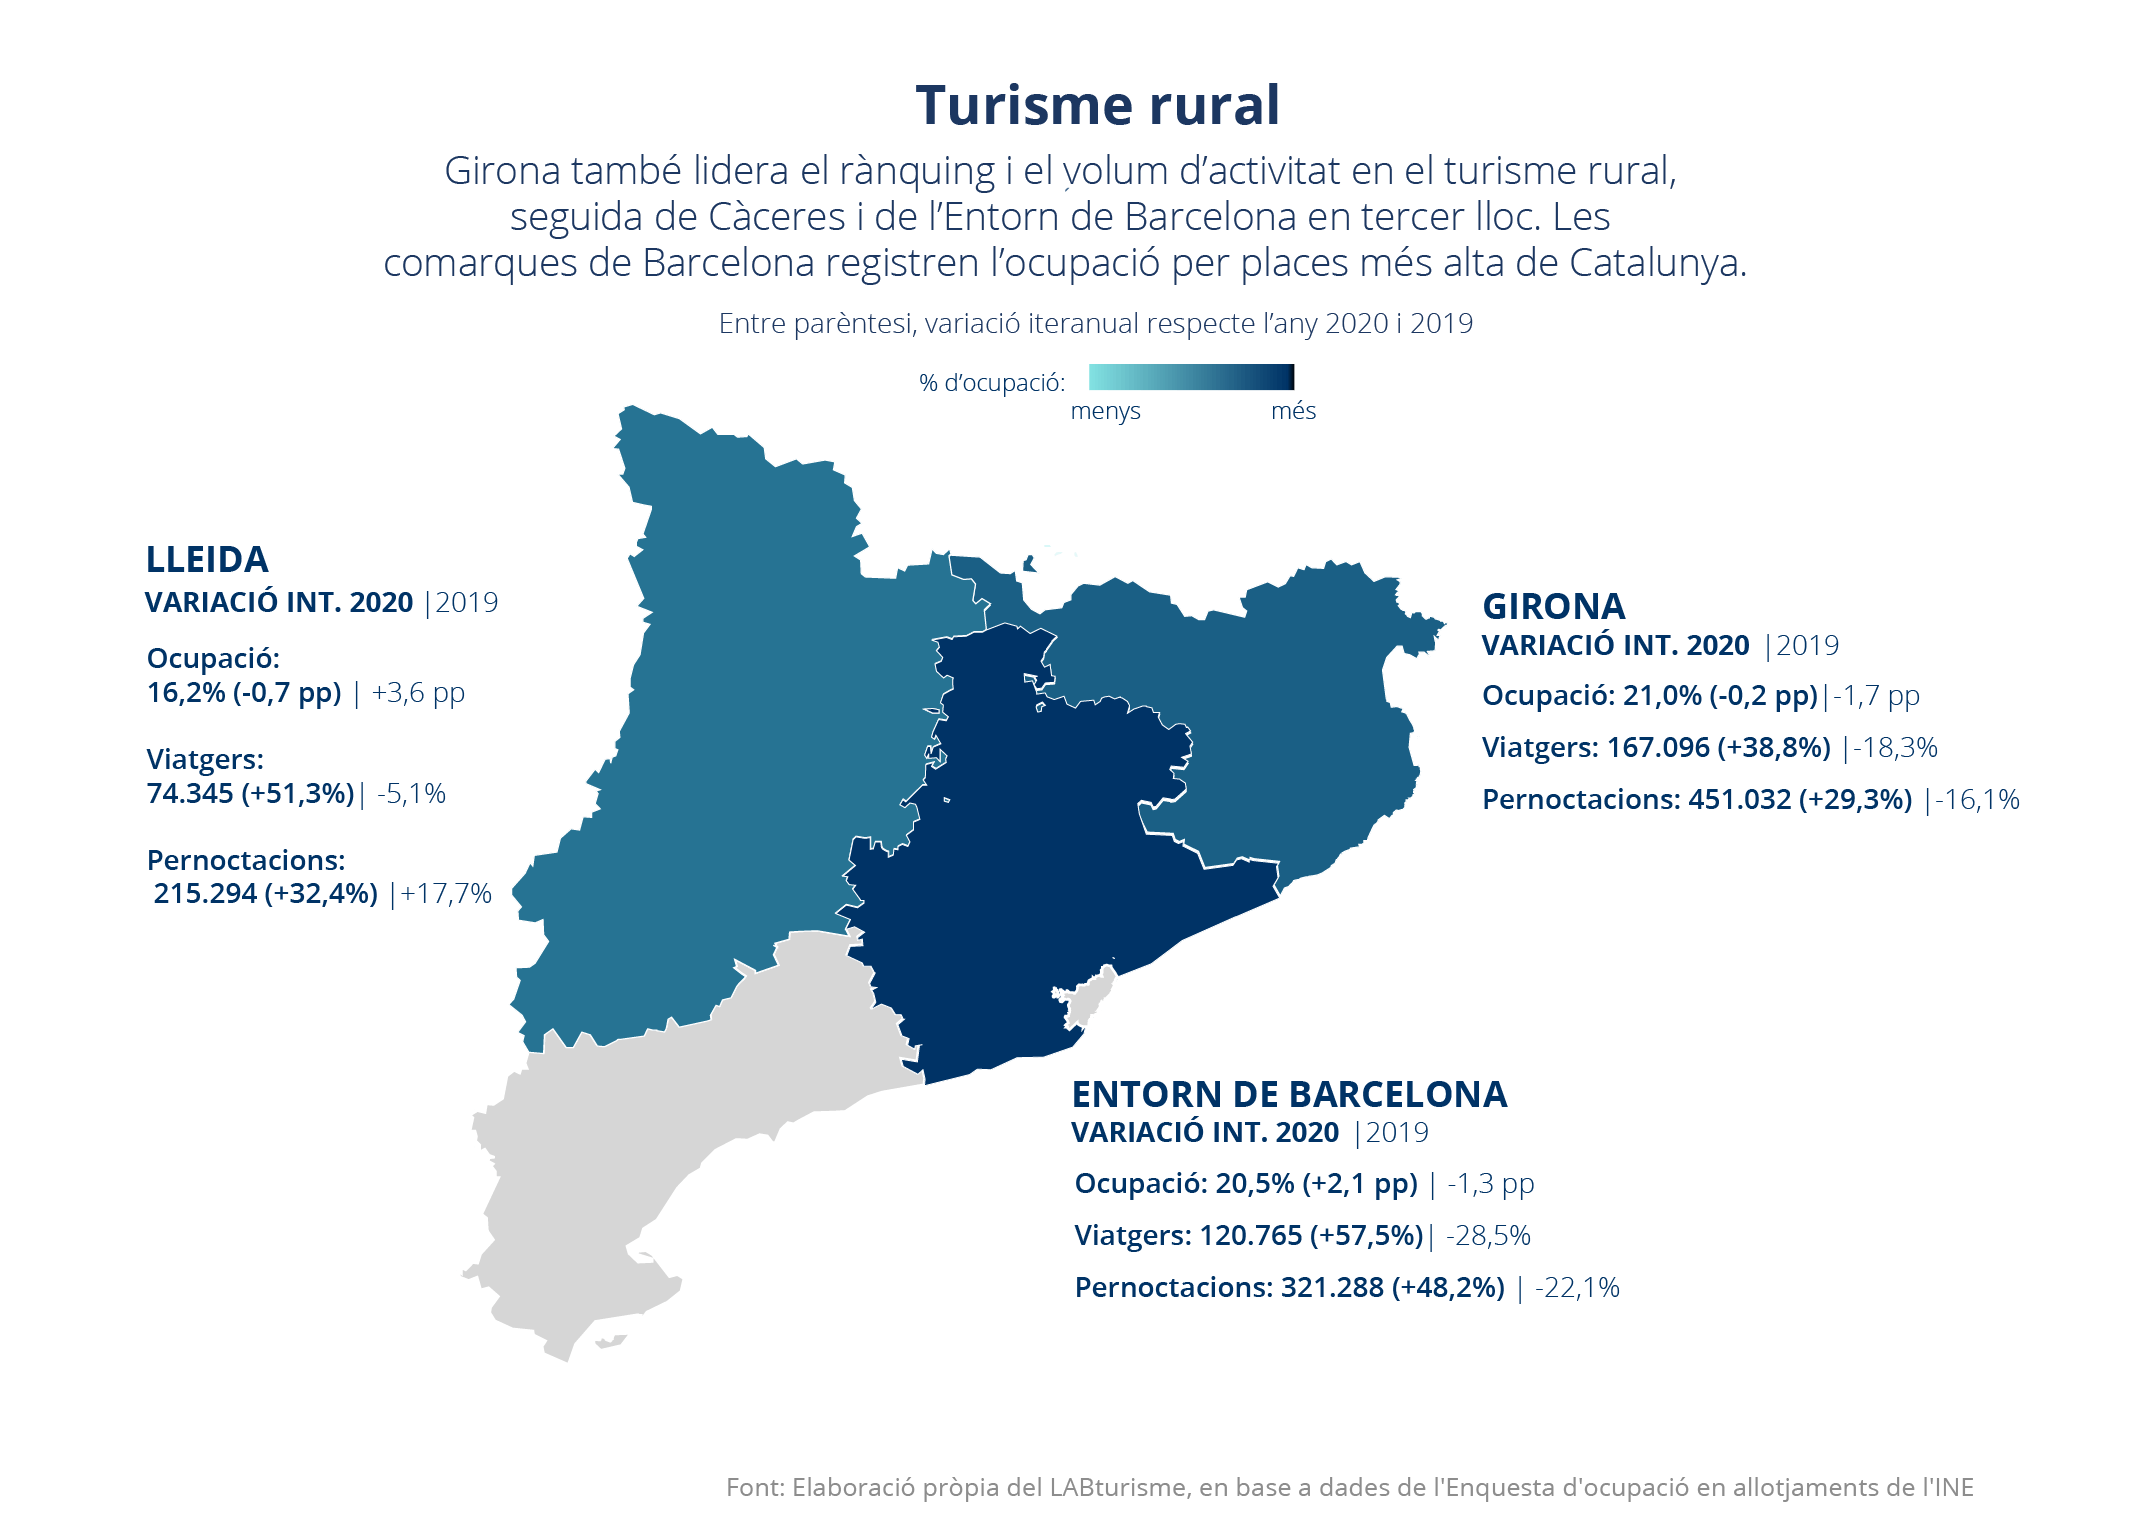 Turisme rural
Girona també lidera el rànquing i el volum d’activitat en el turisme rural,
seguida de Càceres i de l’Entorn de Barcelona en tercer lloc. Les
comarques de Barcelona registren l’ocupació per places més alta de Catalunya.
Entre parèntesi, variació iteranual respecte l’any 2020 i 2019
% d’ocupació:
menys més
LLEIDA
VARIACIÓ INT. 2020 |2019
Ocupació:
16,2% (-0,7 pp) | +3,6 pp
Viatgers:
74.345 (+51,3%)| -5,1%
Pernoctacions:
215.294 (+32,4%) |+17,7%
GIRONA
VARIACIÓ INT. 2020 |2019
Ocupació: 21,0% (-0,2 pp)|-1,7 pp
Viatgers: 167.096 (+38,8%) |-18,3%
Pernoctacions: 451.032 (+29,3%) |-16,1%
ENTORN DE BARCELONA
VARIACIÓ INT. 2020 |2019
Ocupació: 20,5% (+2,1 pp) | -1,3 pp
Viatgers: 120.765 (+57,5%)| -28,5%
Pernoctacions: 321.288 (+48,2%) | -22,1%
Font: Elaboració pròpia del LABturisme, en base a dades de l'Enquesta d'ocupació en allotjaments de l'INE